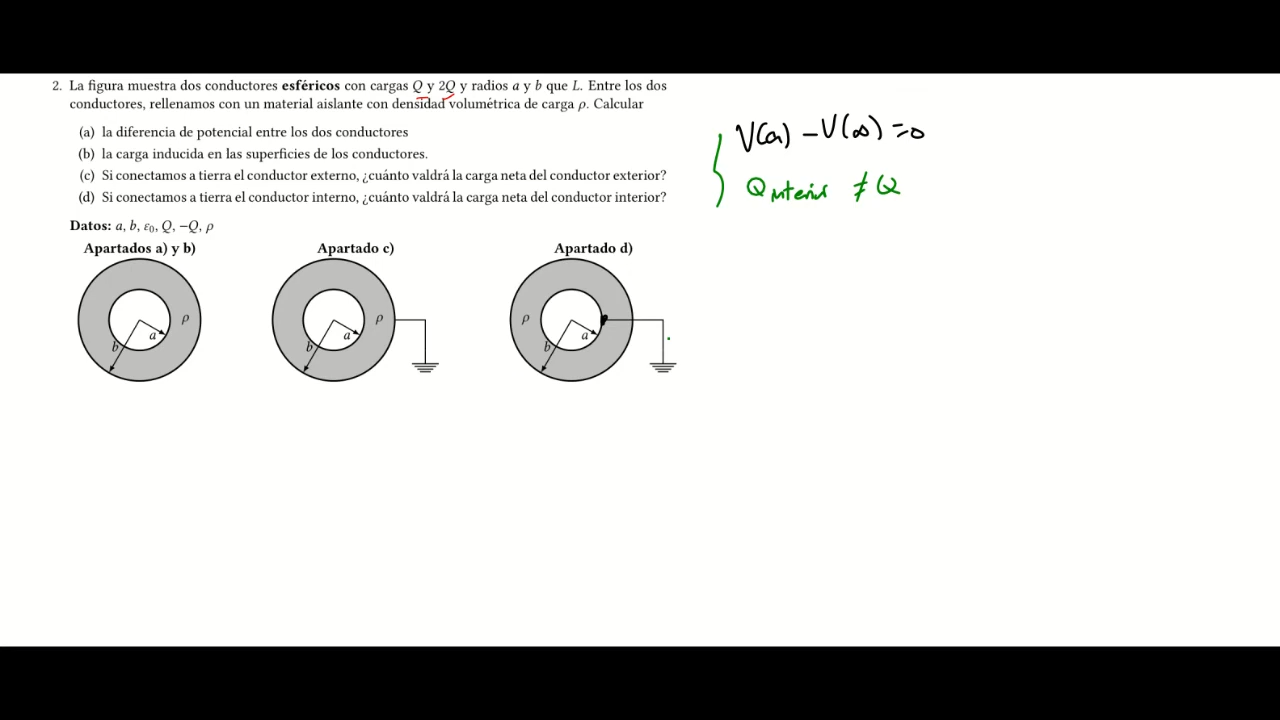 2. La figura muestra dos conductores esféricos con cargas Q y 2Q y radios a y b que L. Entre los dos
conductores, rellenamos con un material aislante con densidad volumétrica de carga ρ. Calcular
(a) la diferencia de potencial entre los dos conductores
(b) la carga inducida en las superficies de los conductores.
(c) Si conectamos a tierra el conductor externo, ¿cuánto valdrá la carga neta del conductor exterior?
(d) Si conectamos a tierra el conductor interno, ¿cuánto valdrá la carga neta del conductor interior?
Datos: a, b, ε₀, Q, −Q, ρ
Apartados a) y b)
Apartado c)
Apartado d)
ρ
a
b
ρ
a
b
ρ
a
b
V(a) - V(∞) = 0
Q interior ≠ Q